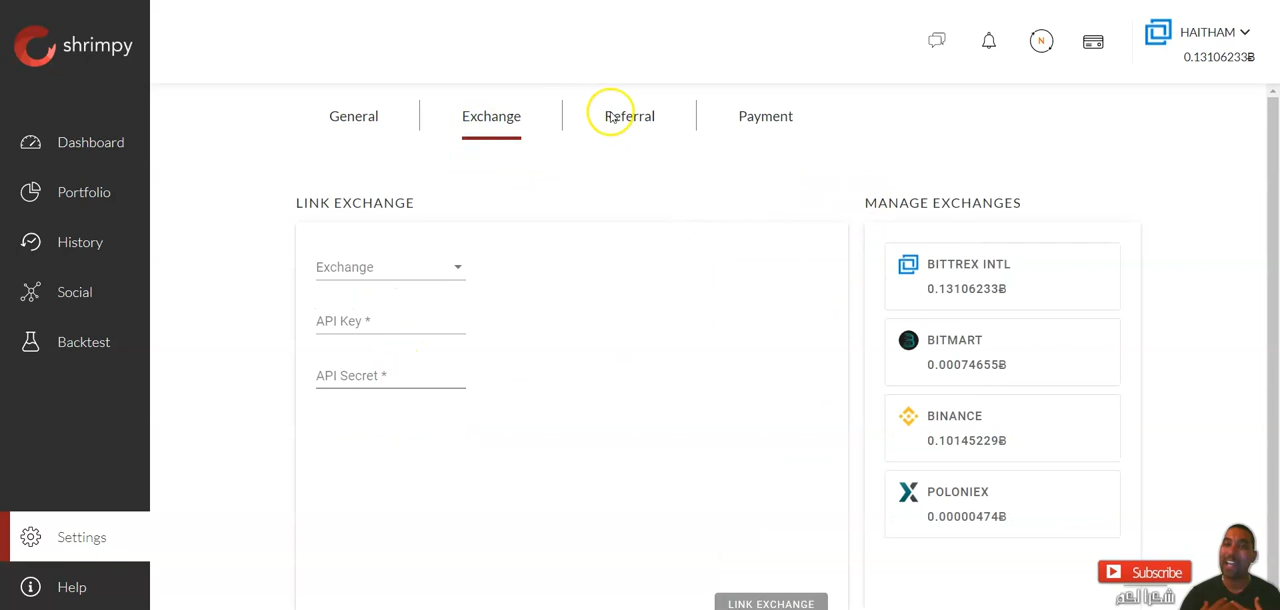 shrimpy
N
HAITHAM
0.13106233Ƀ
Dashboard
Portfolio
History
Social
Backtest
Settings
Help
General
Exchange
Referral
Payment
LINK EXCHANGE
Exchange
API Key *
API Secret *
LINK EXCHANGE
MANAGE EXCHANGES
BITTREX INTL
0.13106233Ƀ
BITMART
0.00074655Ƀ
BINANCE
0.10145229Ƀ
POLONIEX
0.00000474Ƀ
Subscribe
شكرا لكم